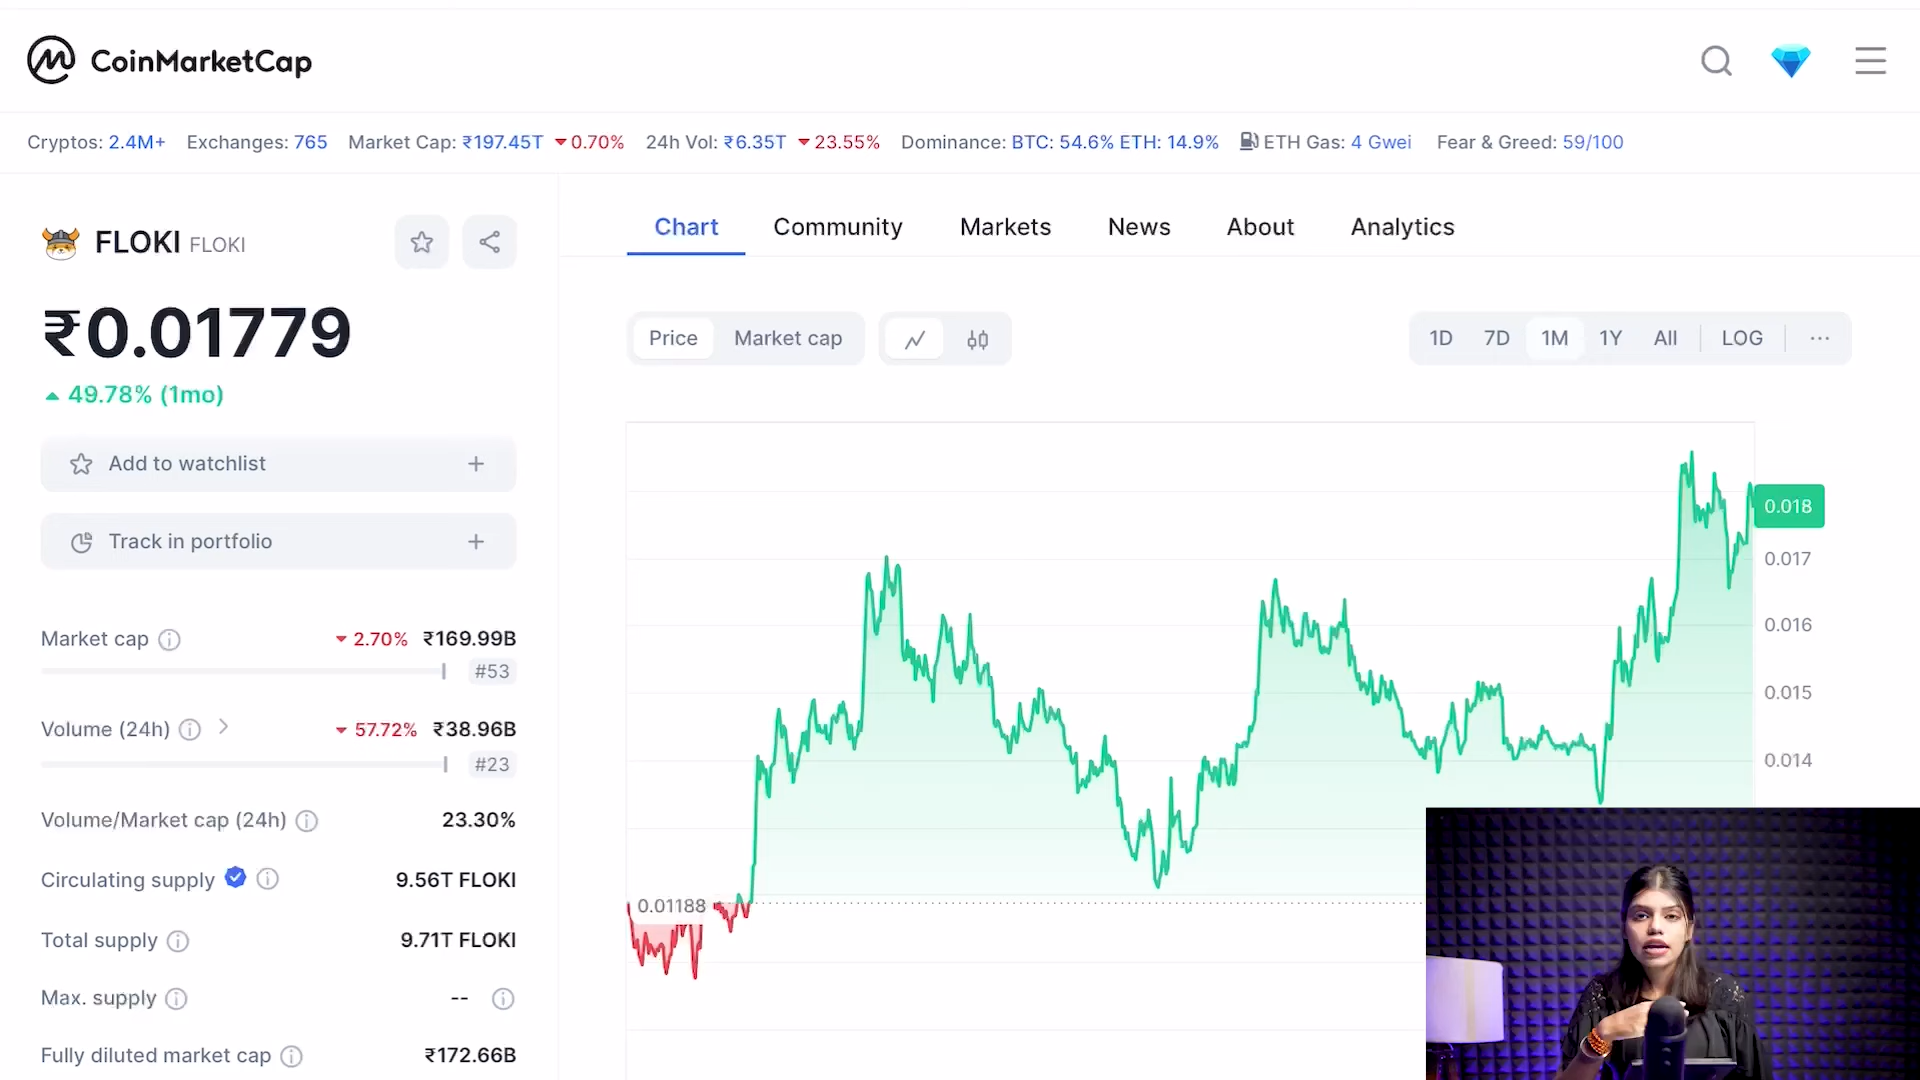 CoinMarketCap
Cryptos: 2.4M+ Exchanges: 765 Market Cap: ₹197.45T 0.70% 24h Vol: ₹6.35T 23.55% Dominance: BTC: 54.6% ETH: 14.9% ETH Gas: 4 Gwei Fear & Greed: 59/100
FLOKI FLOKI
₹0.01779
49.78% (1mo)
Add to watchlist
Track in portfolio
Market cap 2.70% ₹169.99B
#53
Volume (24h) 57.72% ₹38.96B
#23
Volume/Market cap (24h) 23.30%
Circulating supply 9.56T FLOKI
Total supply 9.71T FLOKI
Max. supply --
Fully diluted market cap ₹172.66B
Chart Community Markets News About Analytics
Price Market cap
1D 7D 1M 1Y All LOG ...
0.018
0.017
0.016
0.015
0.014
0.01188